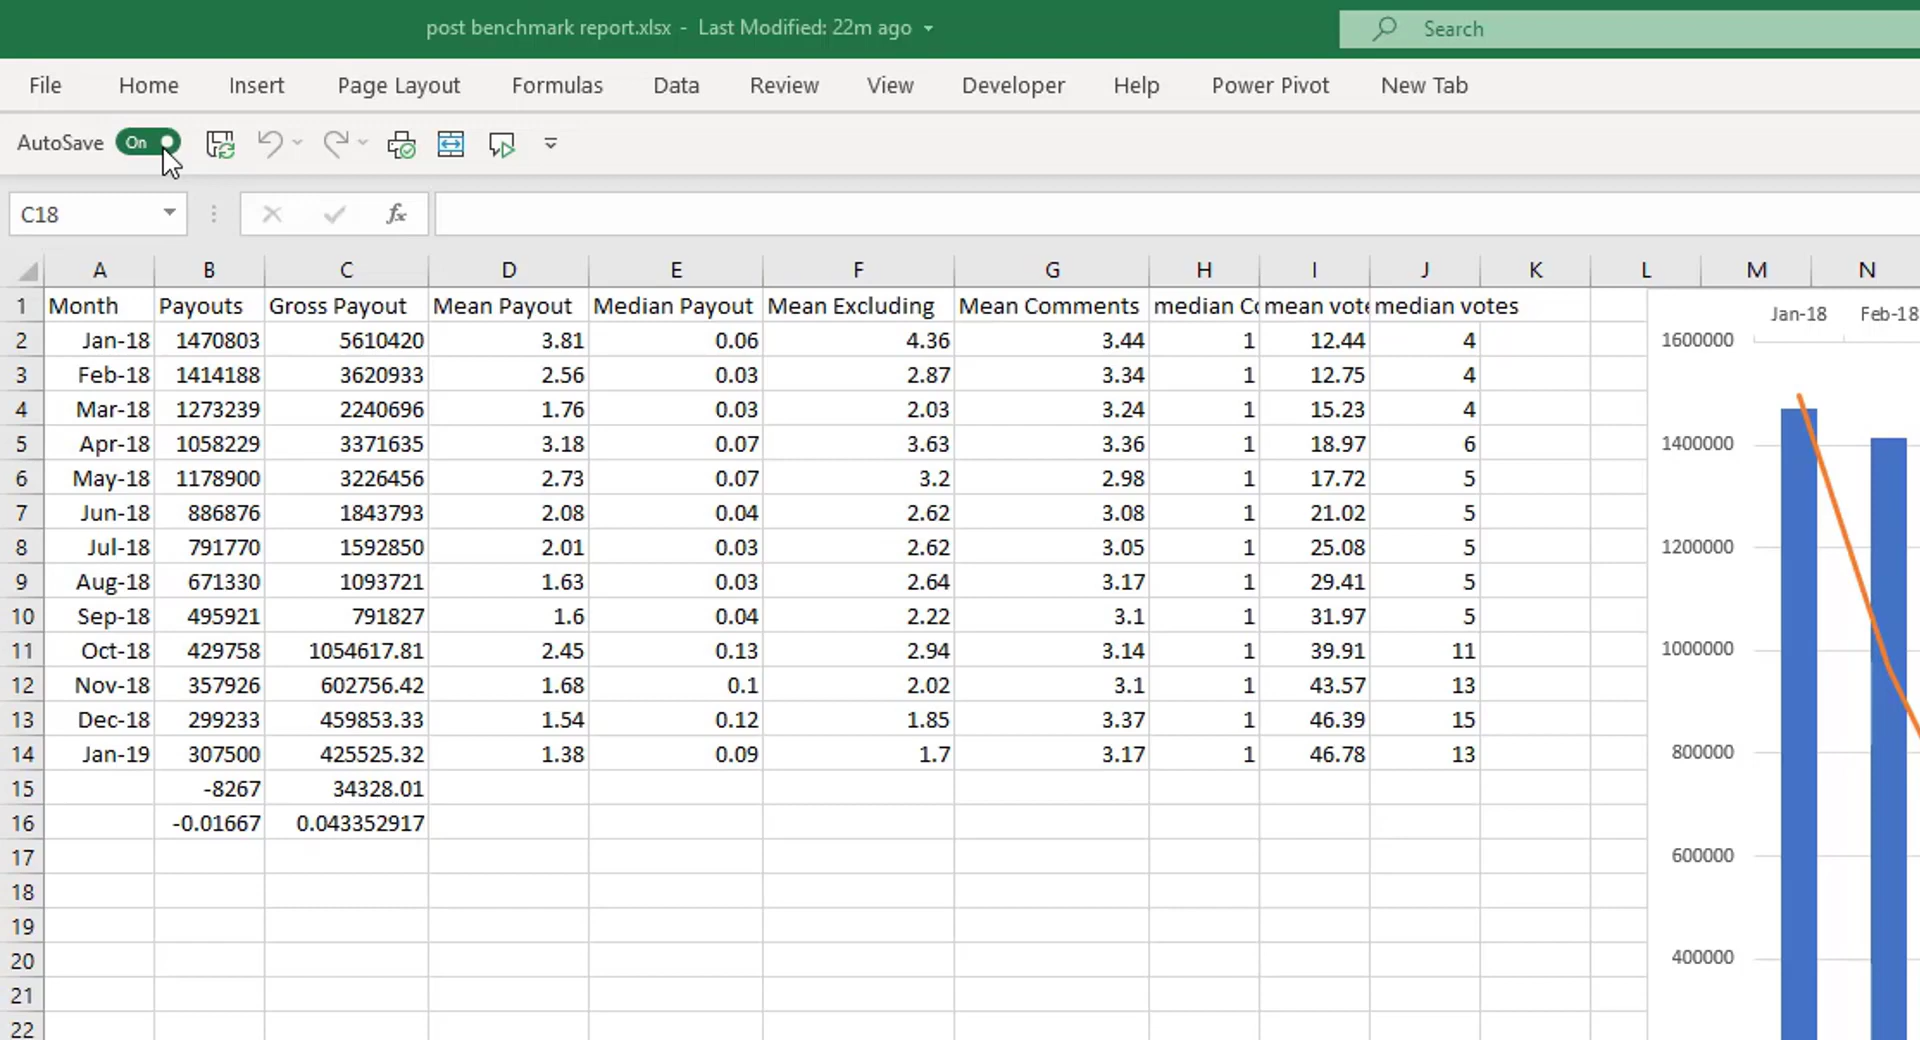 post benchmark report.xlsx - Last Modified: 22m ago
Search
File Home Insert Page Layout Formulas Data Review View Developer Help Power Pivot New Tab
AutoSave On
C18 fx
A B C D E F G H I J K L M N
1 Month Payouts Gross Payout Mean Payout Median Payout Mean Excluding Mean Comments median Co mean vote median votes
2 Jan-18 1470803 5610420 3.81 0.06 4.36 3.44 1 12.44 4
3 Feb-18 1414188 3620933 2.56 0.03 2.87 3.34 1 12.75 4
4 Mar-18 1273239 2240696 1.76 0.03 2.03 3.24 1 15.23 4
5 Apr-18 1058229 3371635 3.18 0.07 3.63 3.36 1 18.97 6
6 May-18 1178900 3226456 2.73 0.07 3.2 2.98 1 17.72 5
7 Jun-18 886876 1843793 2.08 0.04 2.62 3.08 1 21.02 5
8 Jul-18 791770 1592850 2.01 0.03 2.62 3.05 1 25.08 5
9 Aug-18 671330 1093721 1.63 0.03 2.64 3.17 1 29.41 5
10 Sep-18 495921 791827 1.6 0.04 2.22 3.1 1 31.97 5
11 Oct-18 429758 1054617.81 2.45 0.13 2.94 3.14 1 39.91 11
12 Nov-18 357926 602756.42 1.68 0.1 2.02 3.1 1 43.57 13
13 Dec-18 299233 459853.33 1.54 0.12 1.85 3.37 1 46.39 15
14 Jan-19 307500 425525.32 1.38 0.09 1.7 3.17 1 46.78 13
15 -8267 34328.01
16 -0.01667 0.043352917
17
18
19
20
21
22
Jan-18 Feb-18
1600000
1400000
1200000
1000000
800000
600000
400000